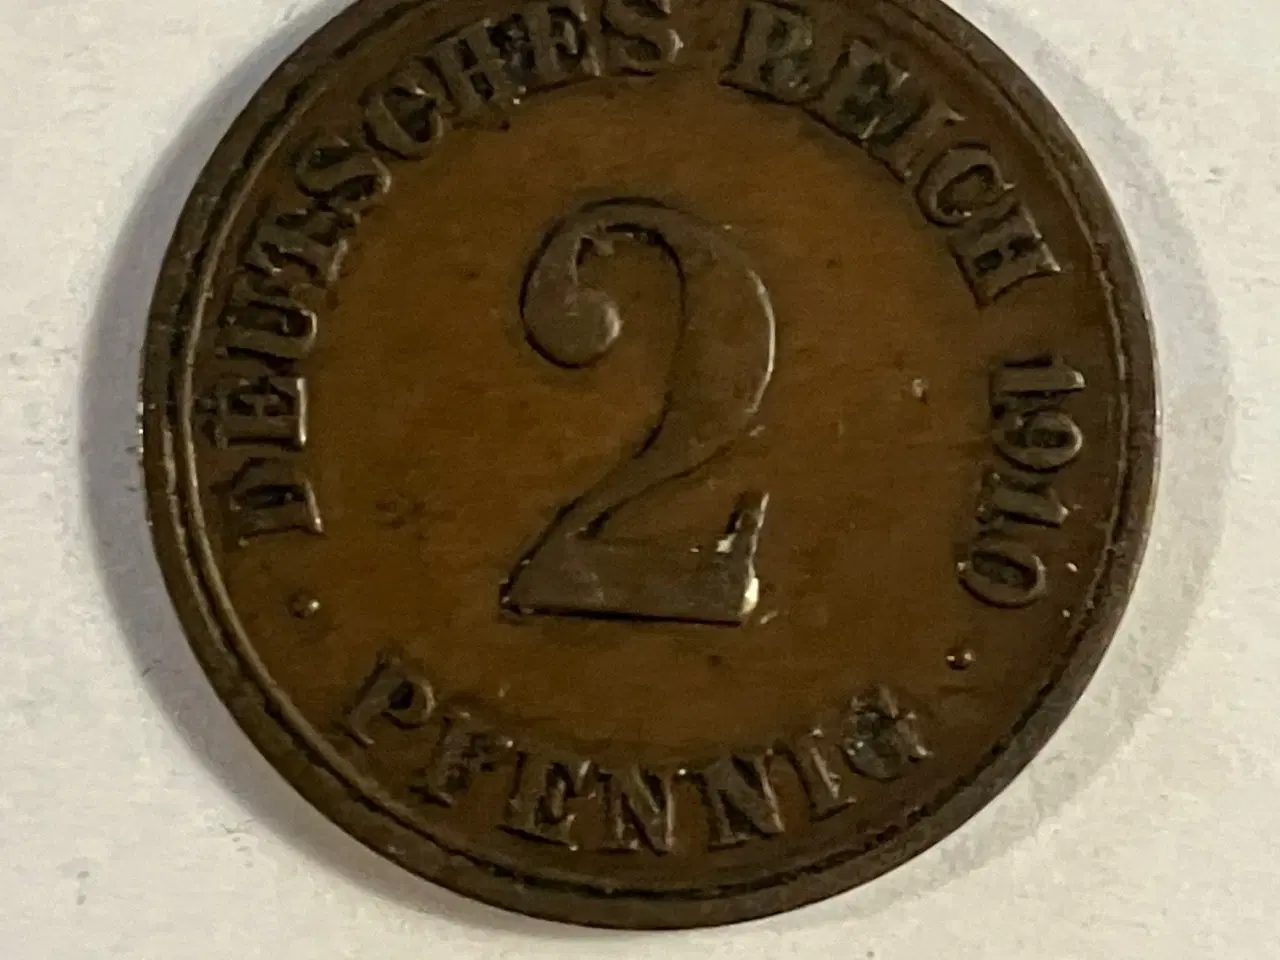 DEUTSCHES REICH 1910
2
PFENNIG